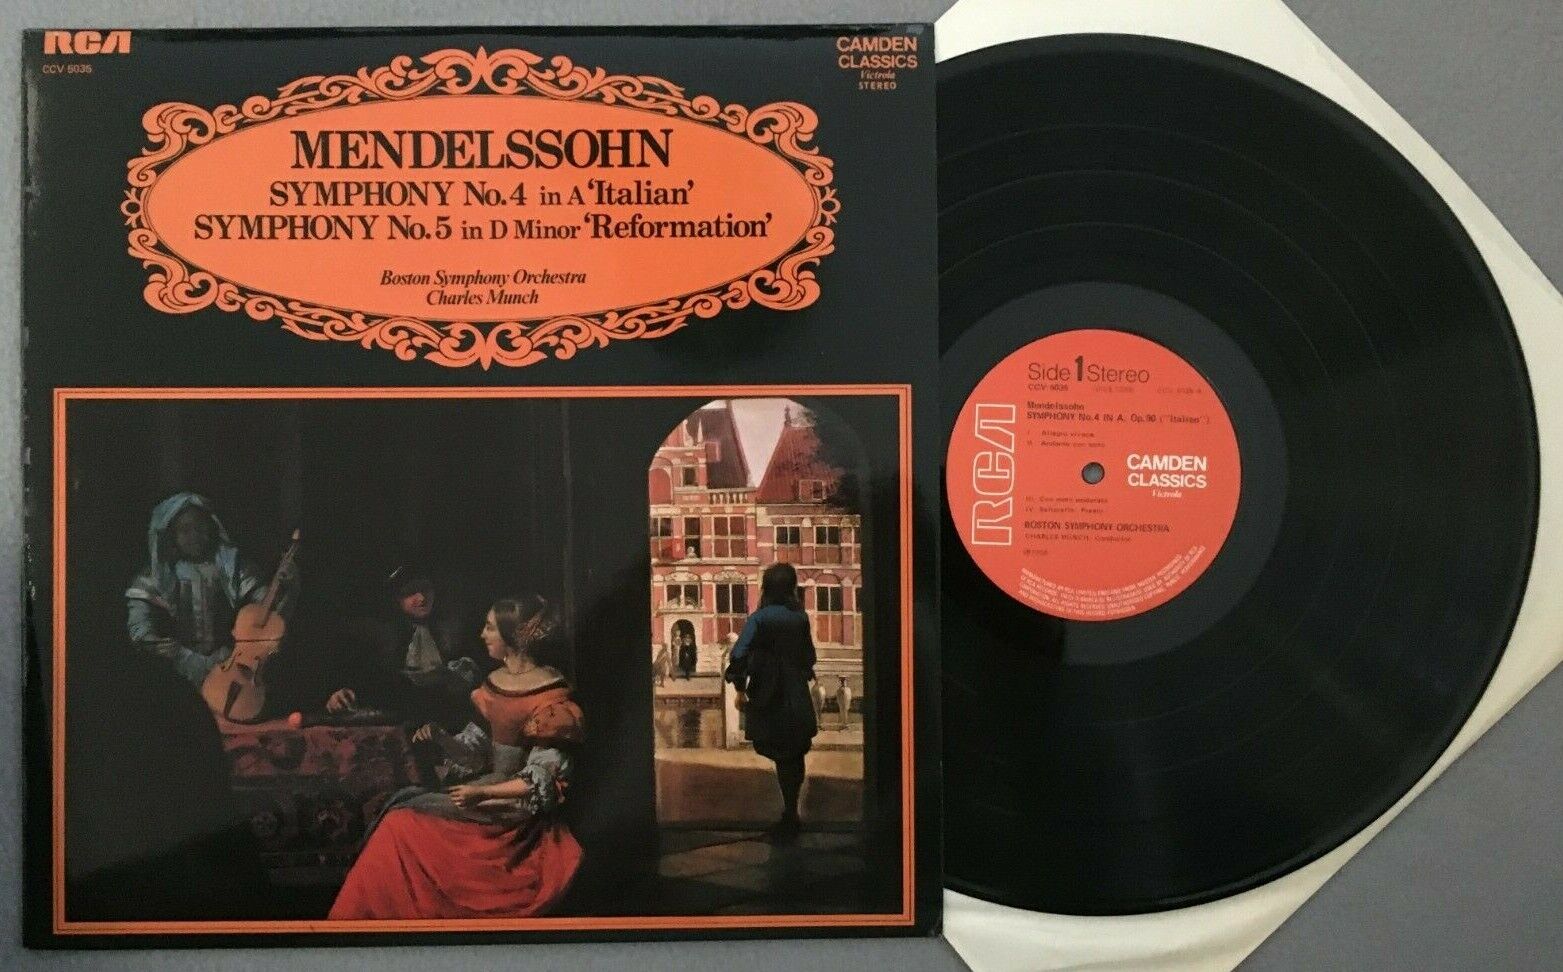 RCA
CCV 5035
CAMDEN
CLASSICS
Victrola
STEREO
MENDELSSOHN
SYMPHONY No.4 in A ‘Italian’
SYMPHONY No.5 in D Minor ‘Reformation’
Boston Symphony Orchestra
Charles Munch
Side 1 Stereo
CCV 5035
Mendelssohn
SYMPHONY No.4 IN A, Op.90 (''Italian'')
I. Allegro vivace
II. Andante con moto
RCA
CAMDEN
CLASSICS
Victrola
III. Con moto moderato
IV. Saltarello. Presto
BOSTON SYMPHONY ORCHESTRA
CHARLES MUNCH, Conductor